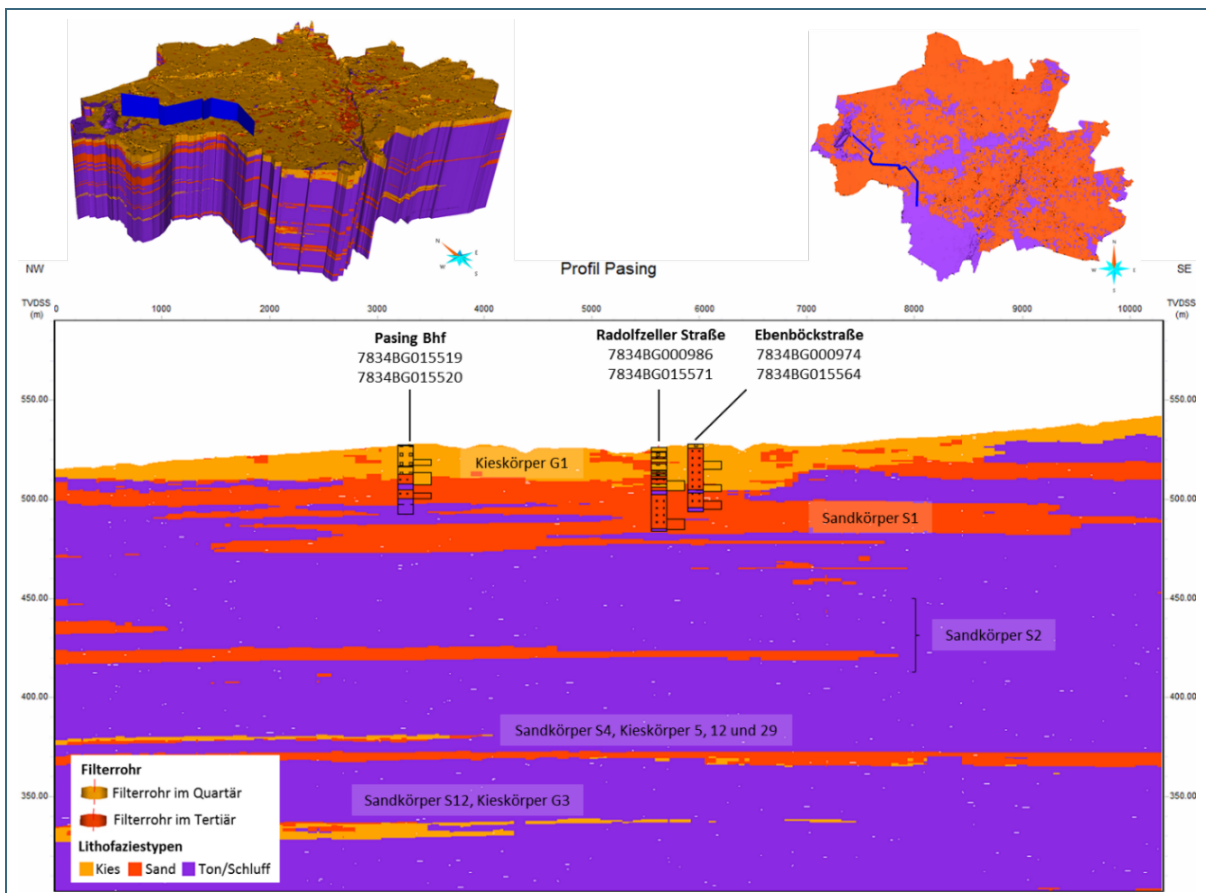 N
E
S
W
N
E
S
W
NW
Profil Pasing
SE
TVDSS
(m)
0
1000
2000
3000
4000
5000
6000
7000
8000
9000
10000
TVDSS
(m)
Pasing Bhf
7834BG015519
7834BG015520
Radolfzeller Straße
7834BG000986
7834BG015571
Ebenböckstraße
7834BG000974
7834BG015564
550.00
550.00
Kieskörper G1
500.00
500.00
Sandkörper S1
450.00
450.00
Sandkörper S2
400.00
400.00
Sandkörper S4, Kieskörper 5, 12 und 29
Sandkörper S12, Kieskörper G3
350.00
350.00
Filterrohr
Filterrohr im Quartär
Filterrohr im Tertiär
Lithofaziestypen
Kies
Sand
Ton/Schluff